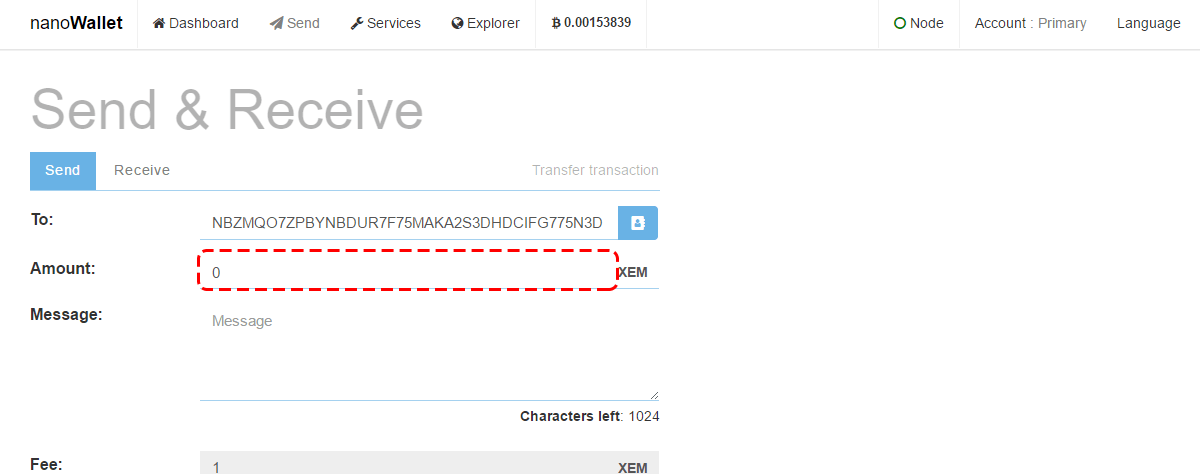 nanoWallet Dashboard Send Services Explorer ₿ 0.00153839 Node Account : Primary Language
Send & Receive
Send Receive Transfer transaction
To: NBZMQO7ZPBYNBDUR7F75MAKA2S3DHDCIFG775N3D
Amount: 0 XEM
Message: Message
Characters left: 1024
Fee: 1 XEM